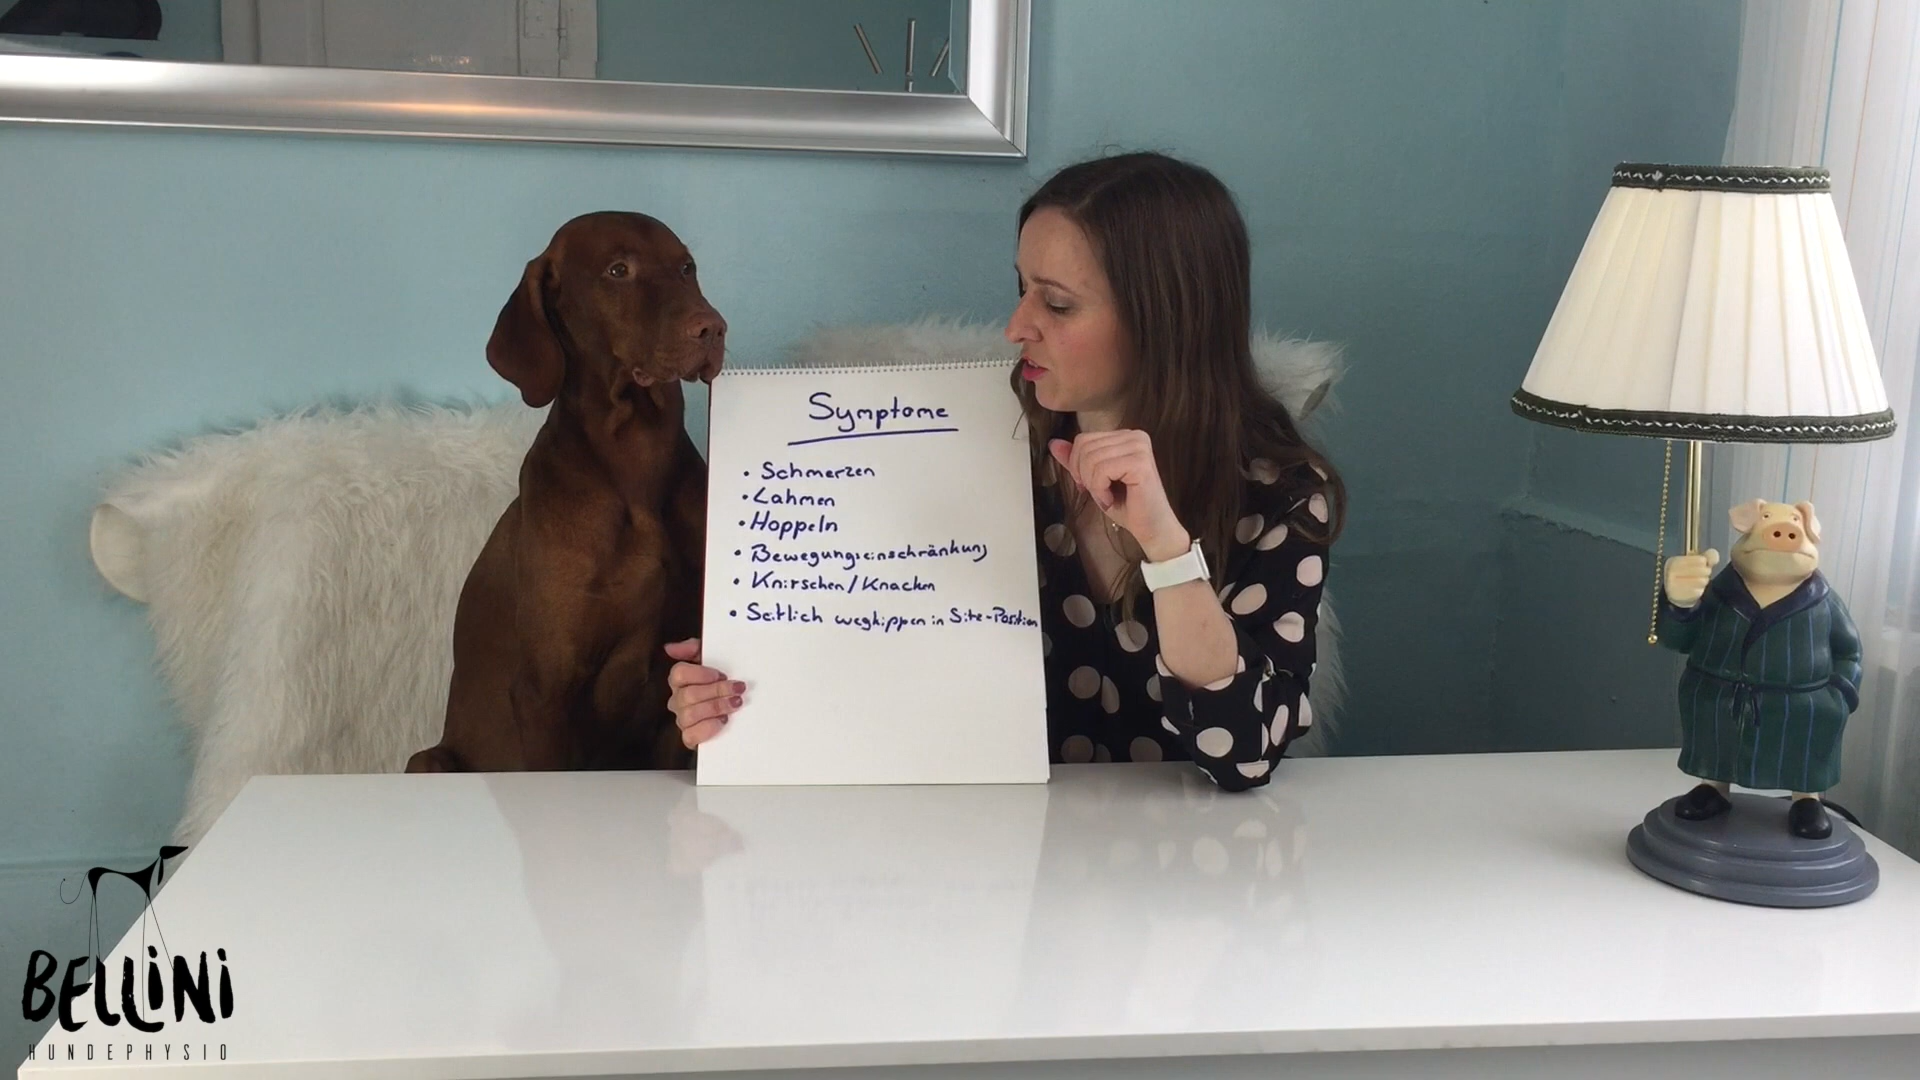 Symptome
• Schmerzen
• Lahmen
• Hoppeln
• Bewegungseinschränkung
• Knirschen/Knacken
• Seitlich wegkippen in Sitz-Position
BELLiNi
HUNDEPHYSIO